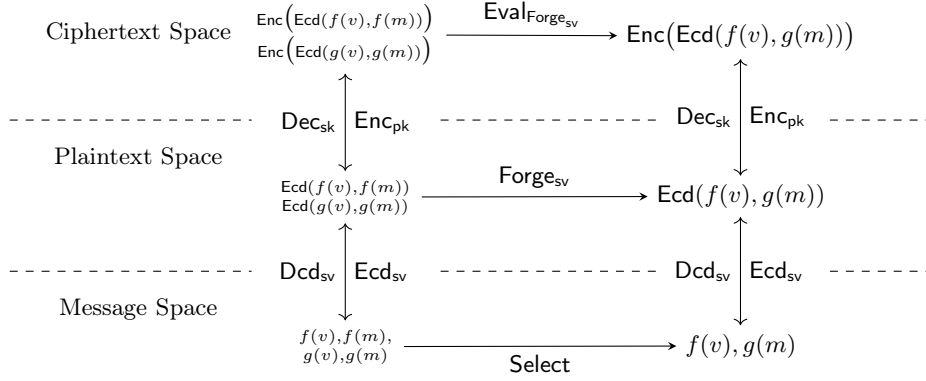 Ciphertext Space
Enc(Ecd(f(v),f(m))
Enc(Ecd(g(v),g(m)))
Eval_Forge_sv
Enc(Ecd(f(v), g(m)))
Dec_sk Enc_pk
Dec_sk Enc_pk
Plaintext Space
Ecd(f(v),f(m))
Ecd(g(v),g(m))
Forge_sv
Ecd(f(v), g(m))
Dcd_sv Ecd_sv
Dcd_sv Ecd_sv
Message Space
f(v),f(m),
g(v),g(m)
Select
f(v), g(m)